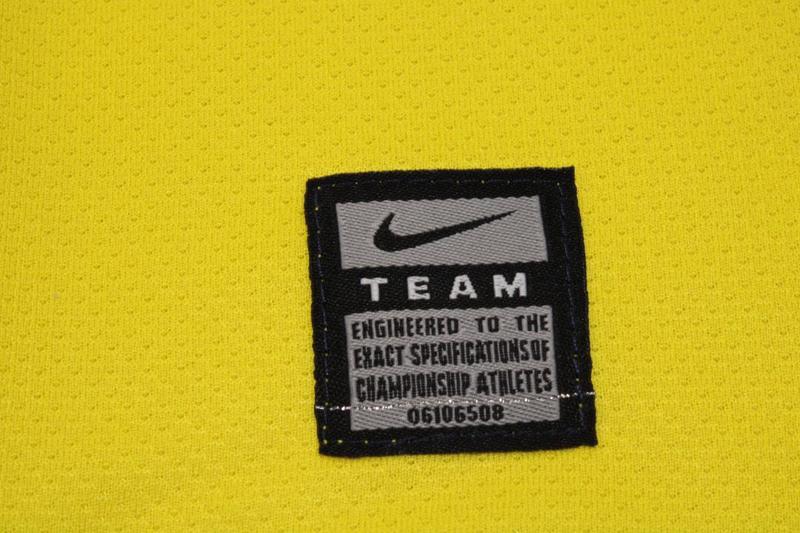 TEAM
ENGINEERED TO THE
EXACT SPECIFICATIONS OF
CHAMPIONSHIP ATHLETES
06106508